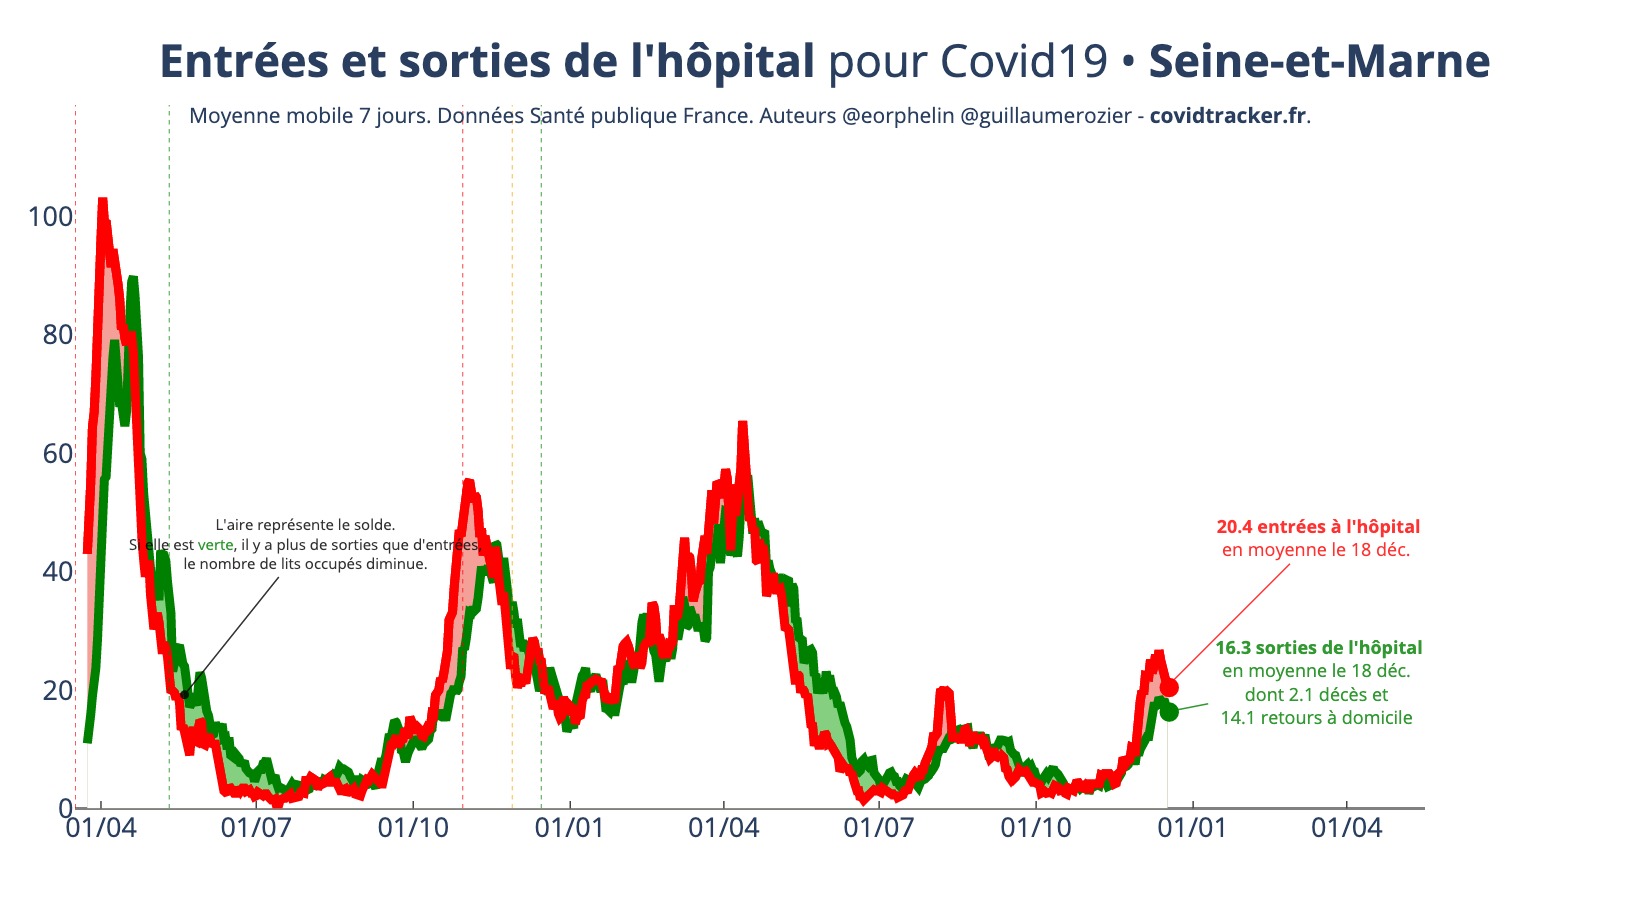 Entrées et sorties de l'hôpital pour Covid19 • Seine-et-Marne
Moyenne mobile 7 jours. Données Santé publique France. Auteurs @eorphelin @guillaumerozier - covidtracker.fr.
100
80
60
40
20
0
L'aire représente le solde.
Si elle est verte, il y a plus de sorties que d'entrées,
le nombre de lits occupés diminue.
20.4 entrées à l'hôpital
en moyenne le 18 déc.
16.3 sorties de l'hôpital
en moyenne le 18 déc.
dont 2.1 décès et
14.1 retours à domicile
01/04 01/07 01/10 01/01 01/04 01/07 01/10 01/01 01/04